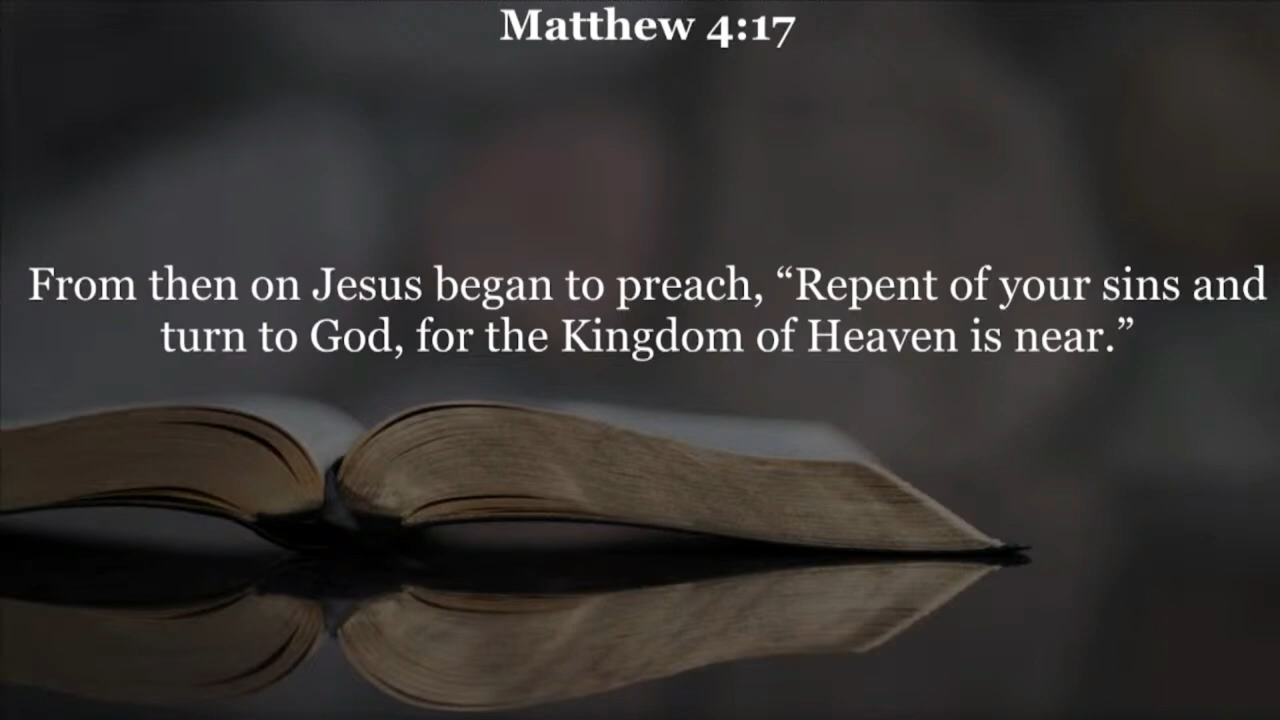 Matthew 4:17
From then on Jesus began to preach, “Repent of your sins and
turn to God, for the Kingdom of Heaven is near.”